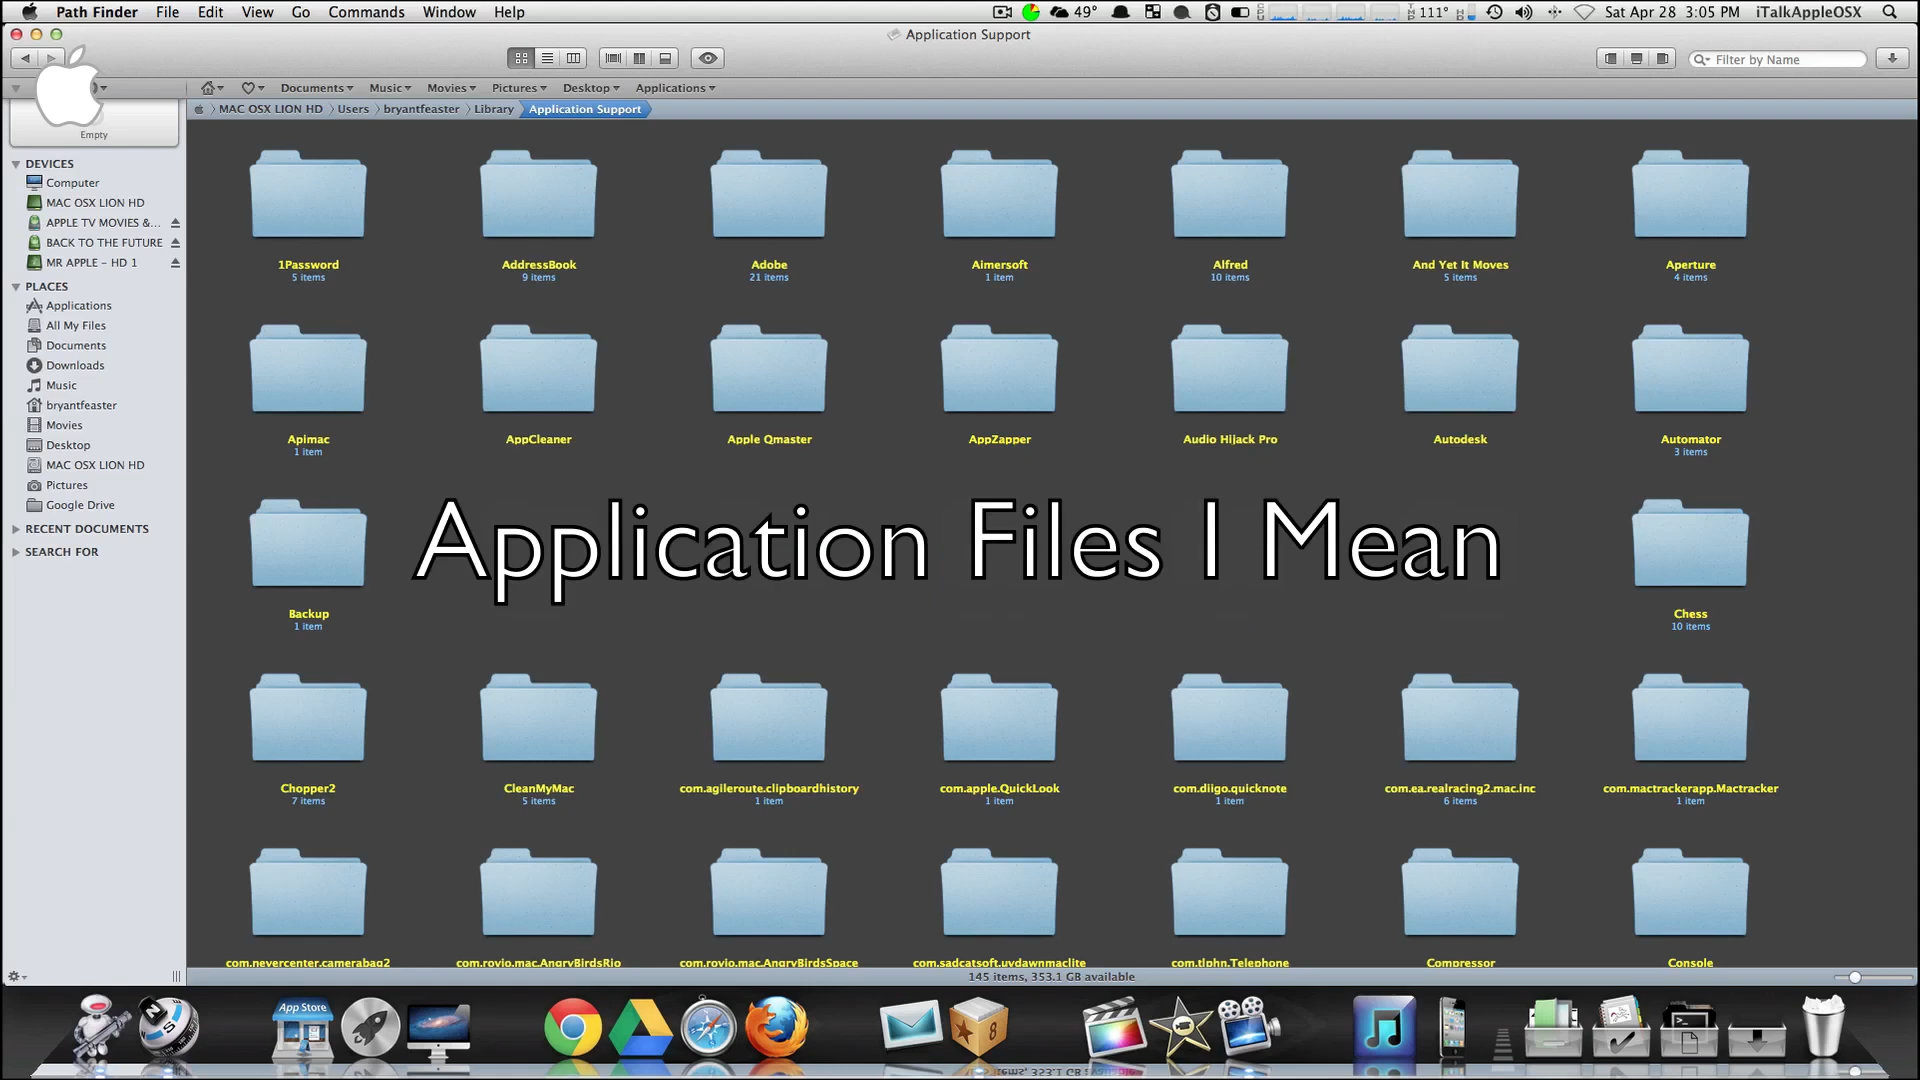 Path Finder File Edit View Go Commands Window Help 49° 111° Sat Apr 28 3:05 PM iTalkAppleOSX
Application Support
Filter by Name
Documents Music Movies Pictures Desktop Applications
MAC OSX LION HD Users bryantfeaster Library Application Support
Empty
DEVICES
Computer
MAC OSX LION HD
APPLE TV MOVIES &...
BACK TO THE FUTURE
MR APPLE - HD 1
PLACES
Applications
All My Files
Documents
Downloads
Music
bryantfeaster
Movies
Desktop
MAC OSX LION HD
Pictures
Google Drive
RECENT DOCUMENTS
SEARCH FOR
1Password AddressBook Adobe Aimersoft Alfred And Yet It Moves Aperture
5 items 9 items 21 items 1 item 10 items 5 items 4 items
Apimac AppCleaner Apple Qmaster AppZapper Audio Hijack Pro Autodesk Automator
1 item 3 items
Application Files I Mean
Backup Chess
1 item 10 items
Chopper2 CleanMyMac com.agileroute.clipboardhistory com.apple.QuickLook com.diigo.quicknote com.ea.realracing2.mac.inc com.mactrackerapp.Mactracker
7 items 5 items 1 item 1 item 1 item 6 items 1 item
com.nevercenter.camerabag2 com.rovio.mac.AngryBirdsRio com.rovio.mac.AngryBirdsSpace com.sadcatsoft.uvdawnmaclite com.tlphn.Telephone Compressor Console
145 items, 353.1 GB available
App Store
8